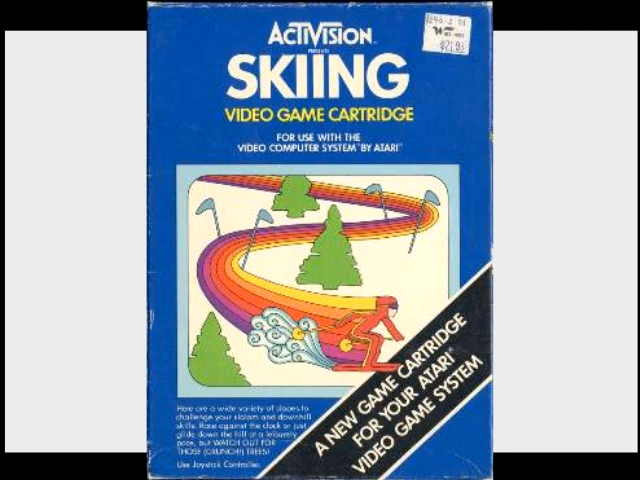 ACTIVISION
PRESENTS
SKIING
VIDEO GAME CARTRIDGE
FOR USE WITH THE
VIDEO COMPUTER SYSTEM™ BY ATARI®
Here are a wide variety of slopes to
challenge your slalom and downhill
skills. Race against the clock or just
glide down the hill at a leisurely
pace, but WATCH OUT FOR
THOSE (CRUNCH!) TREES!
Use Joystick Controller.
A NEW GAME CARTRIDGE
FOR YOUR ATARI®
VIDEO GAME SYSTEM